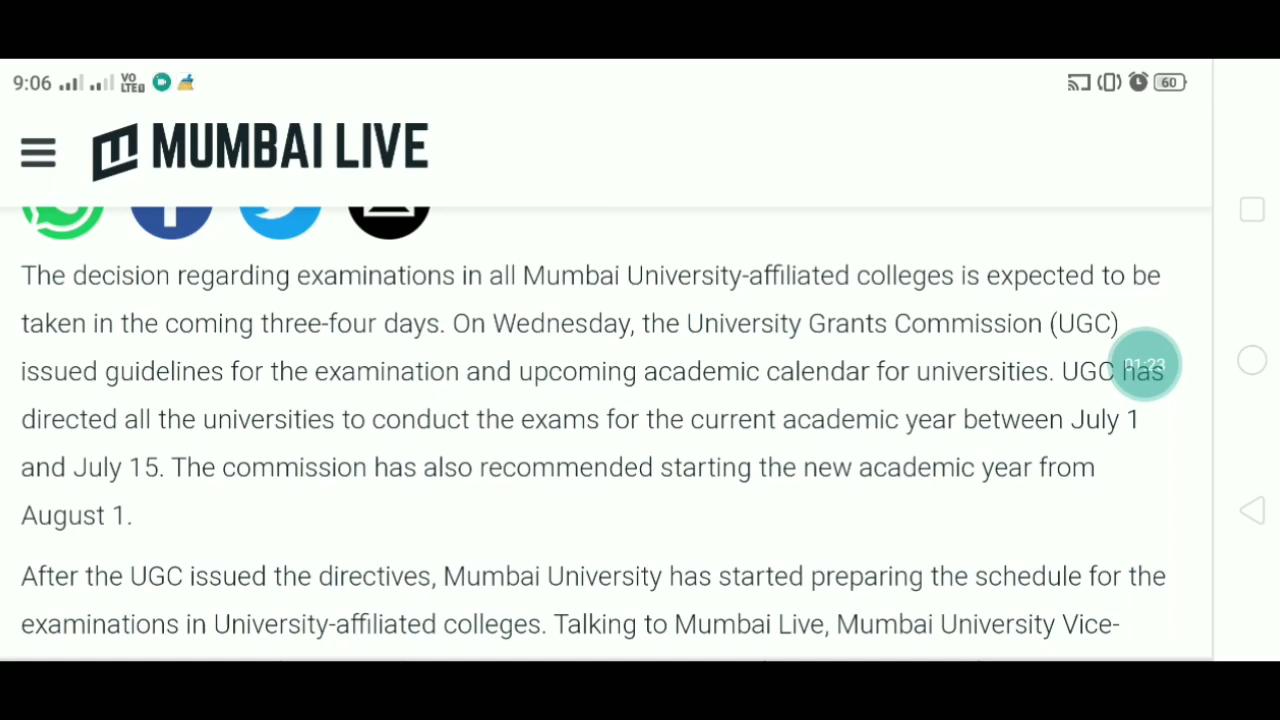 9:06 VO LTE 60
MUMBAI LIVE
The decision regarding examinations in all Mumbai University-affiliated colleges is expected to be
taken in the coming three-four days. On Wednesday, the University Grants Commission (UGC)
01:23
issued guidelines for the examination and upcoming academic calendar for universities. UGC has
directed all the universities to conduct the exams for the current academic year between July 1
and July 15. The commission has also recommended starting the new academic year from
August 1.
After the UGC issued the directives, Mumbai University has started preparing the schedule for the
examinations in University-affiliated colleges. Talking to Mumbai Live, Mumbai University Vice-